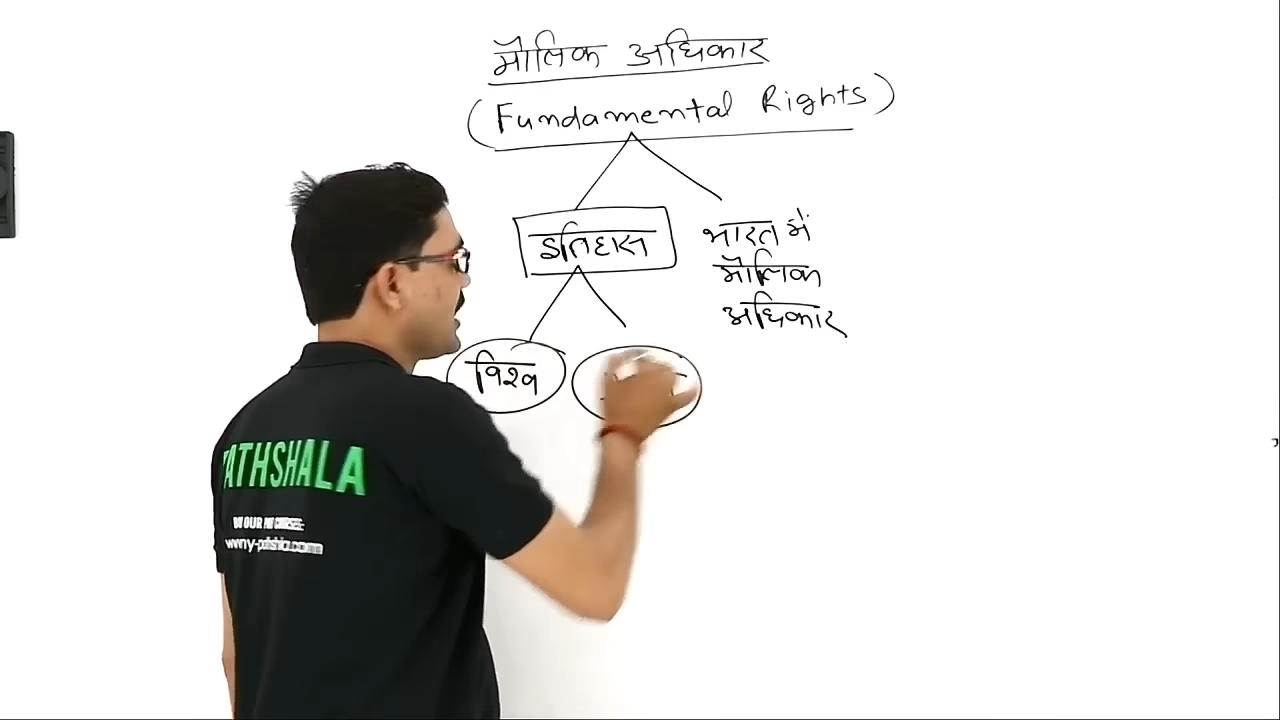 मौलिक अधिकार
(Fundamental Rights)
इतिहास
भारत में
मौलिक
अधिकार
विश्व
PATHSHALA